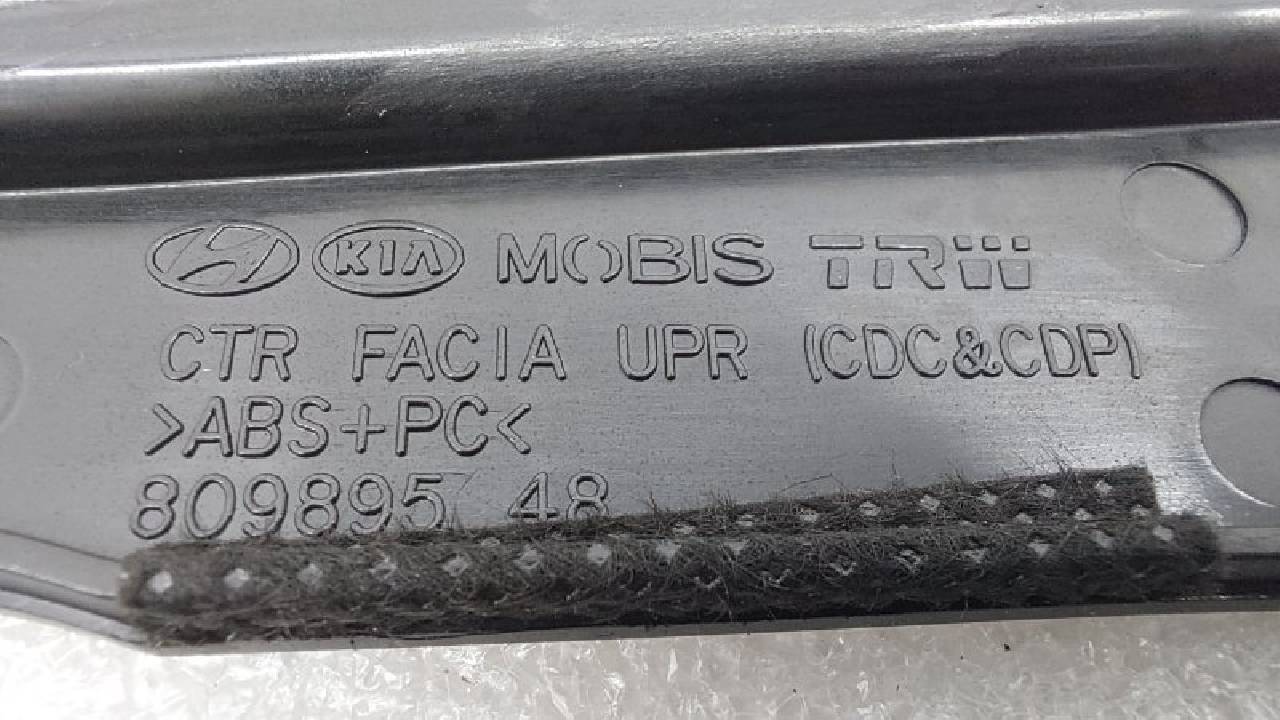 KIA MOBIS TRW
CTR FACIA UPR (CDC&CDP)
>ABS+PC<
809895 48